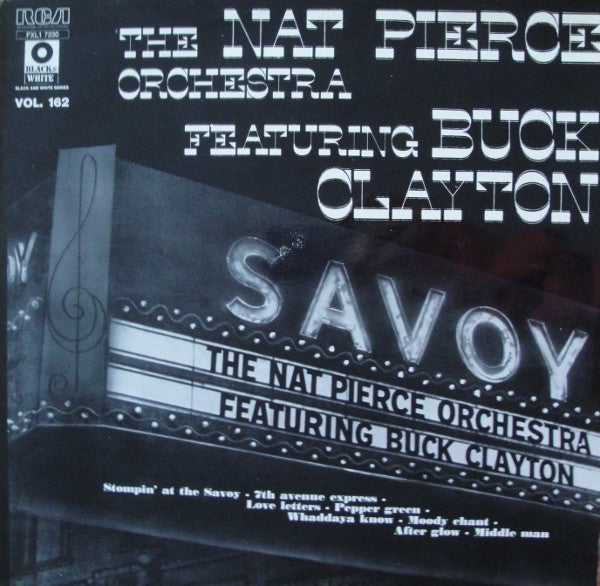 RCA
FXL1 7290
BLACK & WHITE
BLACK AND WHITE SERIES
VOL. 162
THE NAT PIERCE
ORCHESTRA
FEATURING BUCK
CLAYTON
OY
SAVOY
THE NAT PIERCE ORCHESTRA
FEATURING BUCK CLAYTON
Stompin' at the Savoy - 7th avenue express -
Love letters - Pepper green -
Whaddaya know - Moody chant -
After glow - Middle man